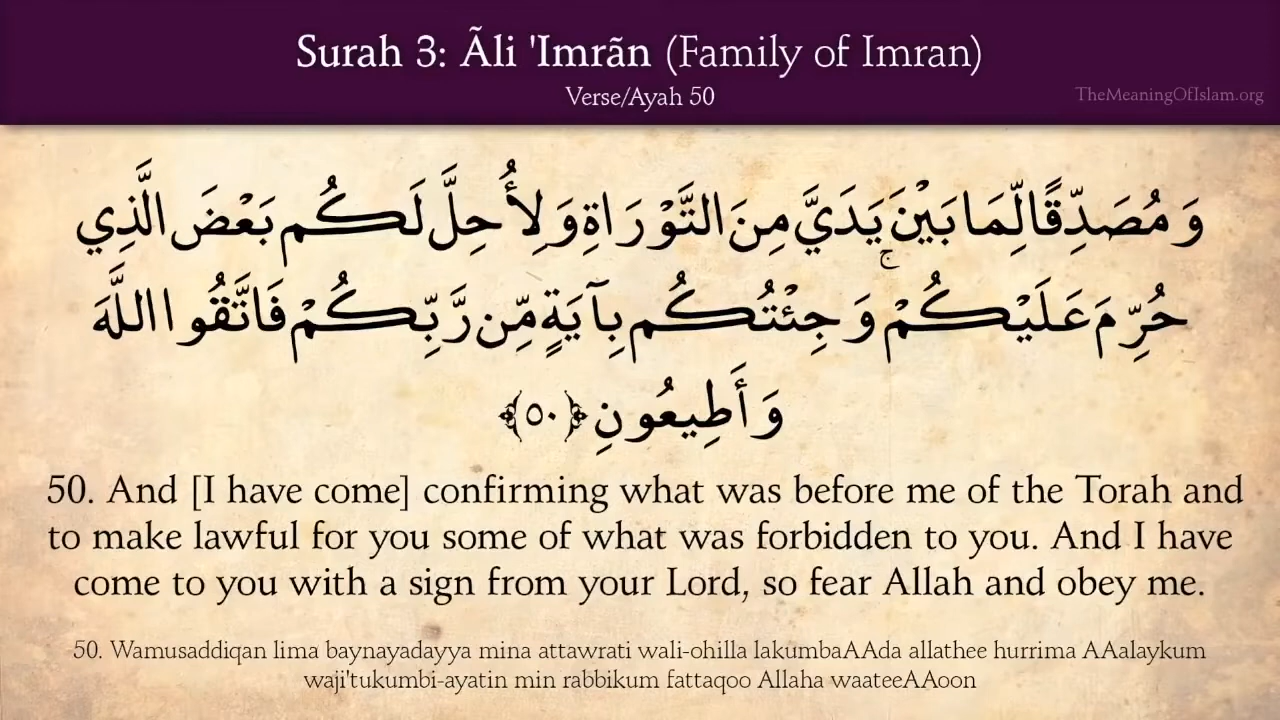 Surah 3: Ãli 'Imrãn (Family of Imran)
Verse/Ayah 50
TheMeaningOfIslam.org
وَمُصَدِّقًا لِّمَا بَيْنَ يَدَيَّ مِنَ التَّوْرَاةِ وَلِأُحِلَّ لَكُم بَعْضَ الَّذِي
حُرِّمَ عَلَيْكُمْ ۚ وَجِئْتُكُم بِآيَةٍ مِّن رَّبِّكُمْ فَاتَّقُوا اللَّهَ
وَأَطِيعُونِ ﴿٥٠﴾
50. And [I have come] confirming what was before me of the Torah and
to make lawful for you some of what was forbidden to you. And I have
come to you with a sign from your Lord, so fear Allah and obey me.
50. Wamusaddiqan lima baynayadayya mina attawrati wali-ohilla lakumbaAAda allathee hurrima AAalaykum
waji'tukumbi-ayatin min rabbikum fattaqoo Allaha waateeAAoon